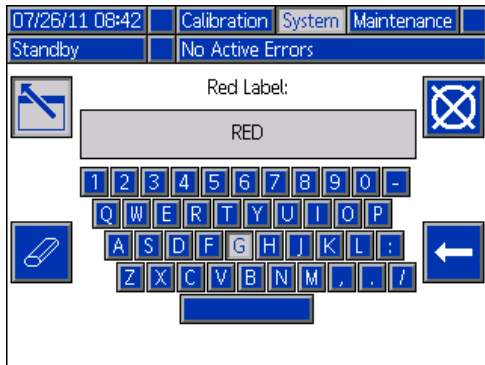 07/26/11 08:42 Calibration System Maintenance
Standby No Active Errors
Red Label:
RED
1 2 3 4 5 6 7 8 9 0 -
Q W E R T Y U I O P
A S D F G H J K L :
Z X C V B N M , . /